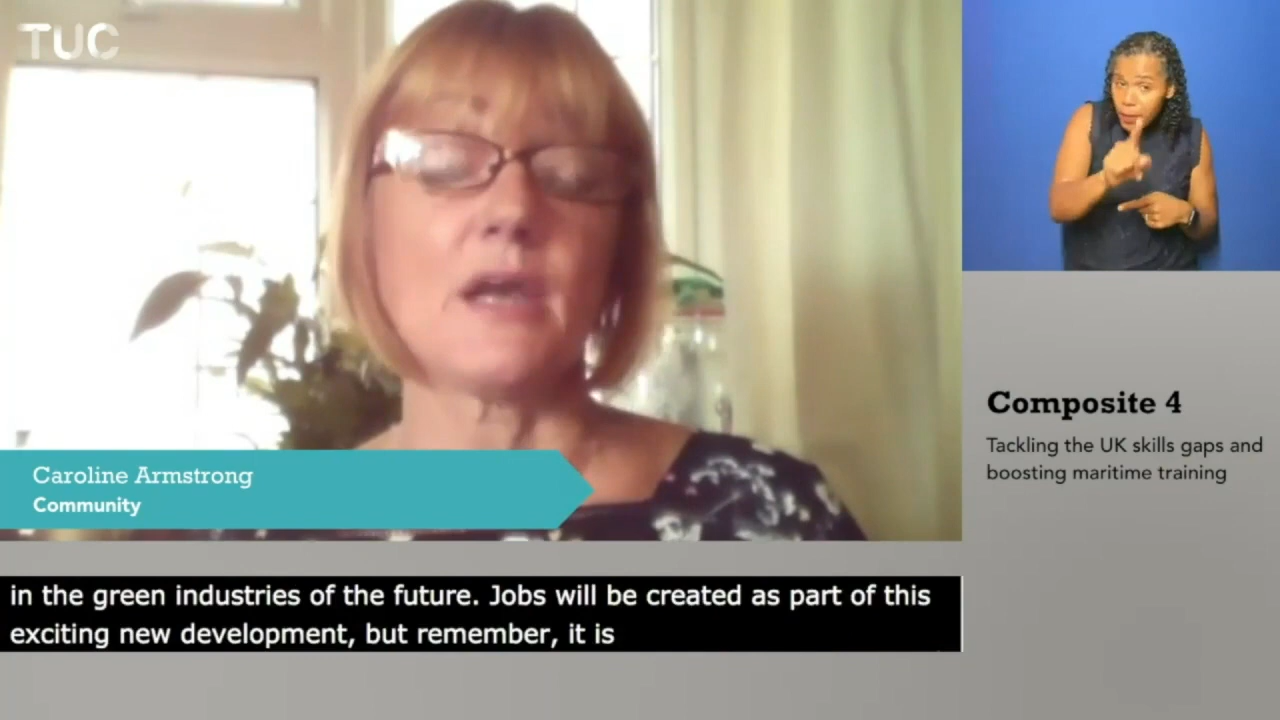 TUC
Caroline Armstrong
Community
Composite 4
Tackling the UK skills gaps and
boosting maritime training
in the green industries of the future. Jobs will be created as part of this
exciting new development, but remember, it is